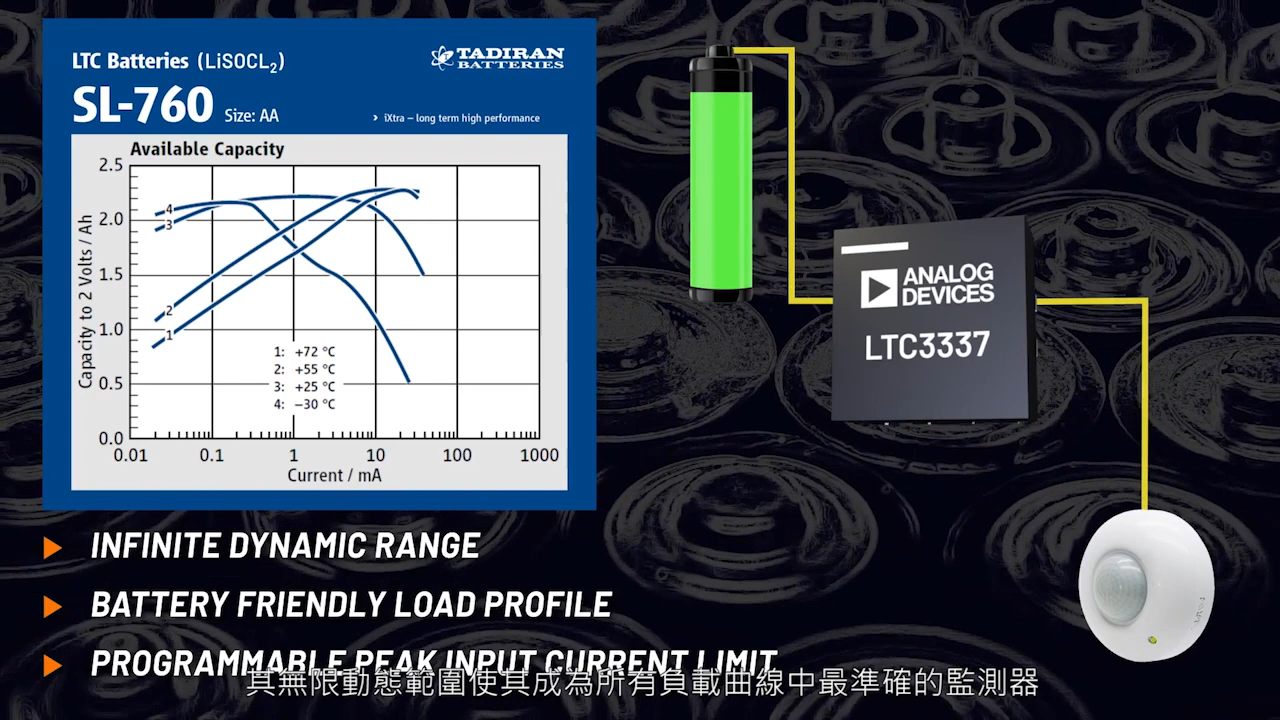 LTC Batteries (LiSOCL2)
TADIRAN
BATTERIES
SL-760 Size: AA
› iXtra – long term high performance
Available Capacity
Capacity to 2 Volts / Ah
2.5
2.0
1.5
1.0
0.5
0.0
4
3
2
1
1: +72 °C
2: +55 °C
3: +25 °C
4: –30 °C
0.01 0.1 1 10 100 1000
Current / mA
ANALOG
DEVICES
LTC3337
INFINITE DYNAMIC RANGE
BATTERY FRIENDLY LOAD PROFILE
PROGRAMMABLE PEAK INPUT CURRENT LIMIT
其無限動態範圍使其成為所有負載曲線中最準確的監測器